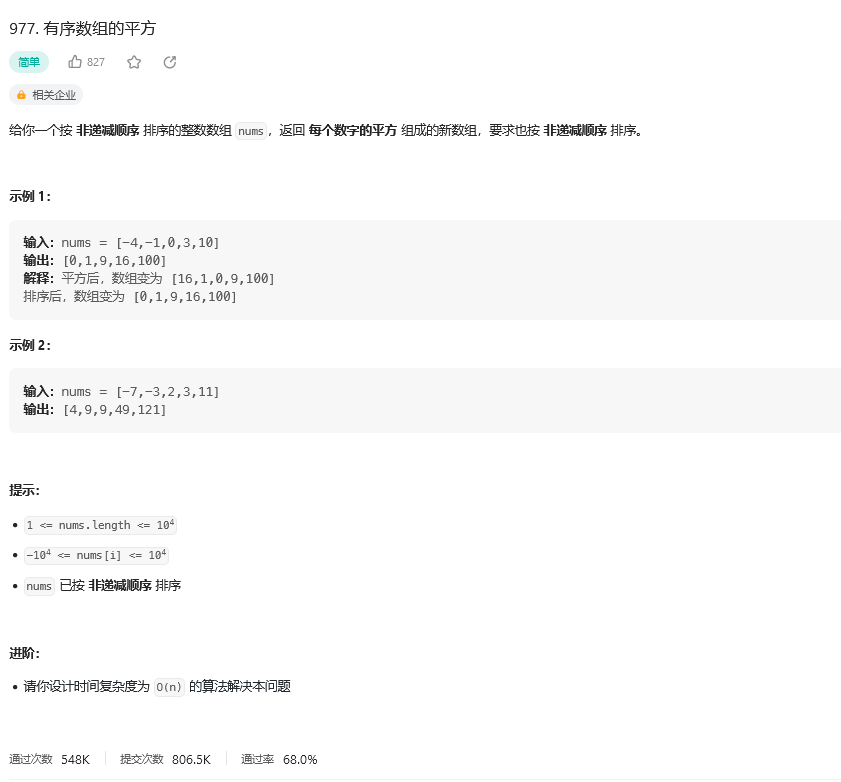 977. 有序数组的平方
简单 827
相关企业
给你一个按 非递减顺序 排序的整数数组 nums，返回 每个数字的平方 组成的新数组，要求也按 非递减顺序 排序。
示例 1：
输入：nums = [-4,-1,0,3,10]
输出：[0,1,9,16,100]
解释：平方后，数组变为 [16,1,0,9,100]
排序后，数组变为 [0,1,9,16,100]
示例 2：
输入：nums = [-7,-3,2,3,11]
输出：[4,9,9,49,121]
提示：
• 1 <= nums.length <= 10⁴
• -10⁴ <= nums[i] <= 10⁴
• nums 已按 非递减顺序 排序
进阶：
• 请你设计时间复杂度为 O(n) 的算法解决本问题
通过次数 548K 提交次数 806.5K 通过率 68.0%